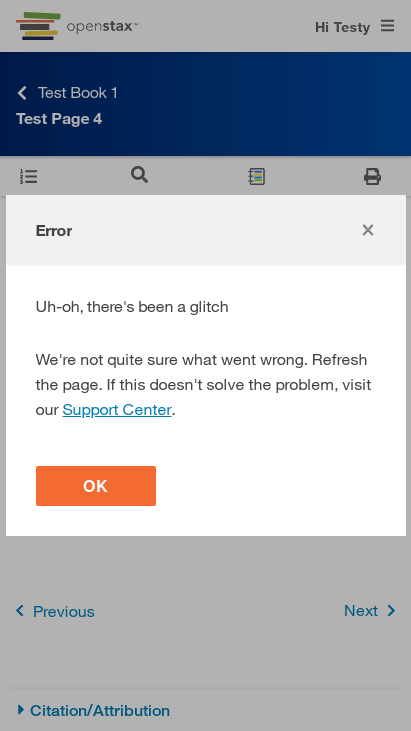 openstax™
Hi Testy
Test Book 1
Test Page 4
Error
×
Uh-oh, there's been a glitch
We're not quite sure what went wrong. Refresh
the page. If this doesn't solve the problem, visit
our Support Center.
OK
Previous
Next
Citation/Attribution